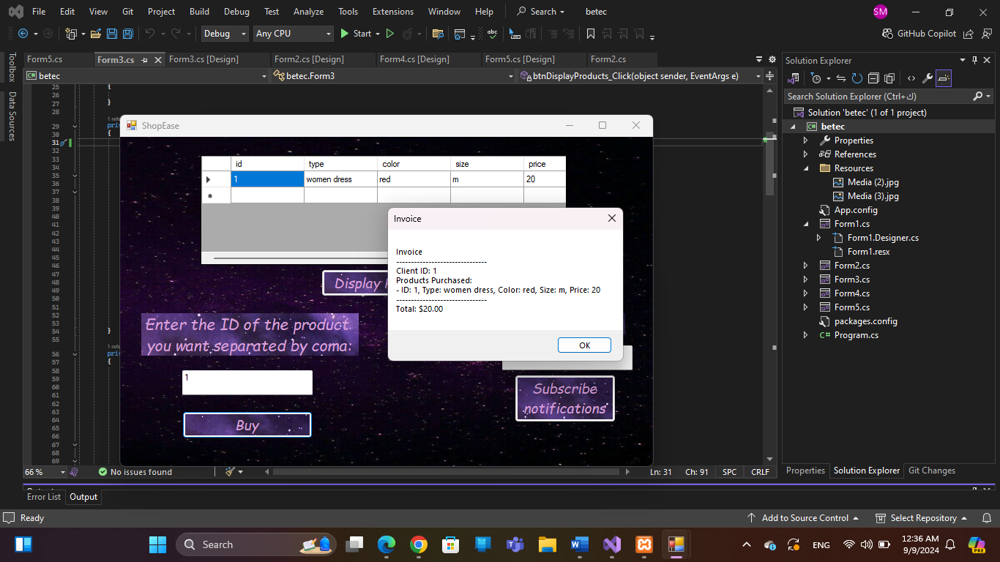 File Edit View Git Project Build Debug Test Analyze Tools Extensions Window Help Search betec SM
Debug Any CPU Start GitHub Copilot
Form5.cs Form3.cs Form3.cs [Design] Form2.cs [Design] Form4.cs [Design] Form5.cs [Design] Form2.cs
betec betec.Form3 btnDisplayProducts_Click(object sender, EventArgs e)
Toolbox
Data Sources
25 {
26
27 }
28
1 refe
29 priv
30 {
31
32
33
34
35
36
37
38
39
40
41
42
43
44
45
46
47
48
49
50
51
52
53
54 }
55
1 refe
56 priv
57 {
58
59
60
61
62
63
64
65
66
67
68
69
ShopEase
id type color size price
1 women dress red m 20
Display
Enter the ID of the product
you want separated by coma:
1
Buy
Subscribe
notifications
Invoice
Invoice
-------------------------------
Client ID: 1
Products Purchased:
- ID: 1, Type: women dress, Color: red, Size: m, Price: 20
-------------------------------
Total: $20.00
OK
Solution Explorer
Search Solution Explorer (Ctrl+ك)
Solution 'betec' (1 of 1 project)
betec
Properties
References
Resources
Media (2).jpg
Media (3).jpg
App.config
Form1.cs
Form1.Designer.cs
Form1.resx
Form2.cs
Form3.cs
Form4.cs
Form5.cs
packages.config
Program.cs
Properties Solution Explorer Git Changes
66 % No issues found Ln: 31 Ch: 91 SPC CRLF
Error List Output
Ready Add to Source Control Select Repository
Search ENG 12:36 AM
9/9/2024
PRE